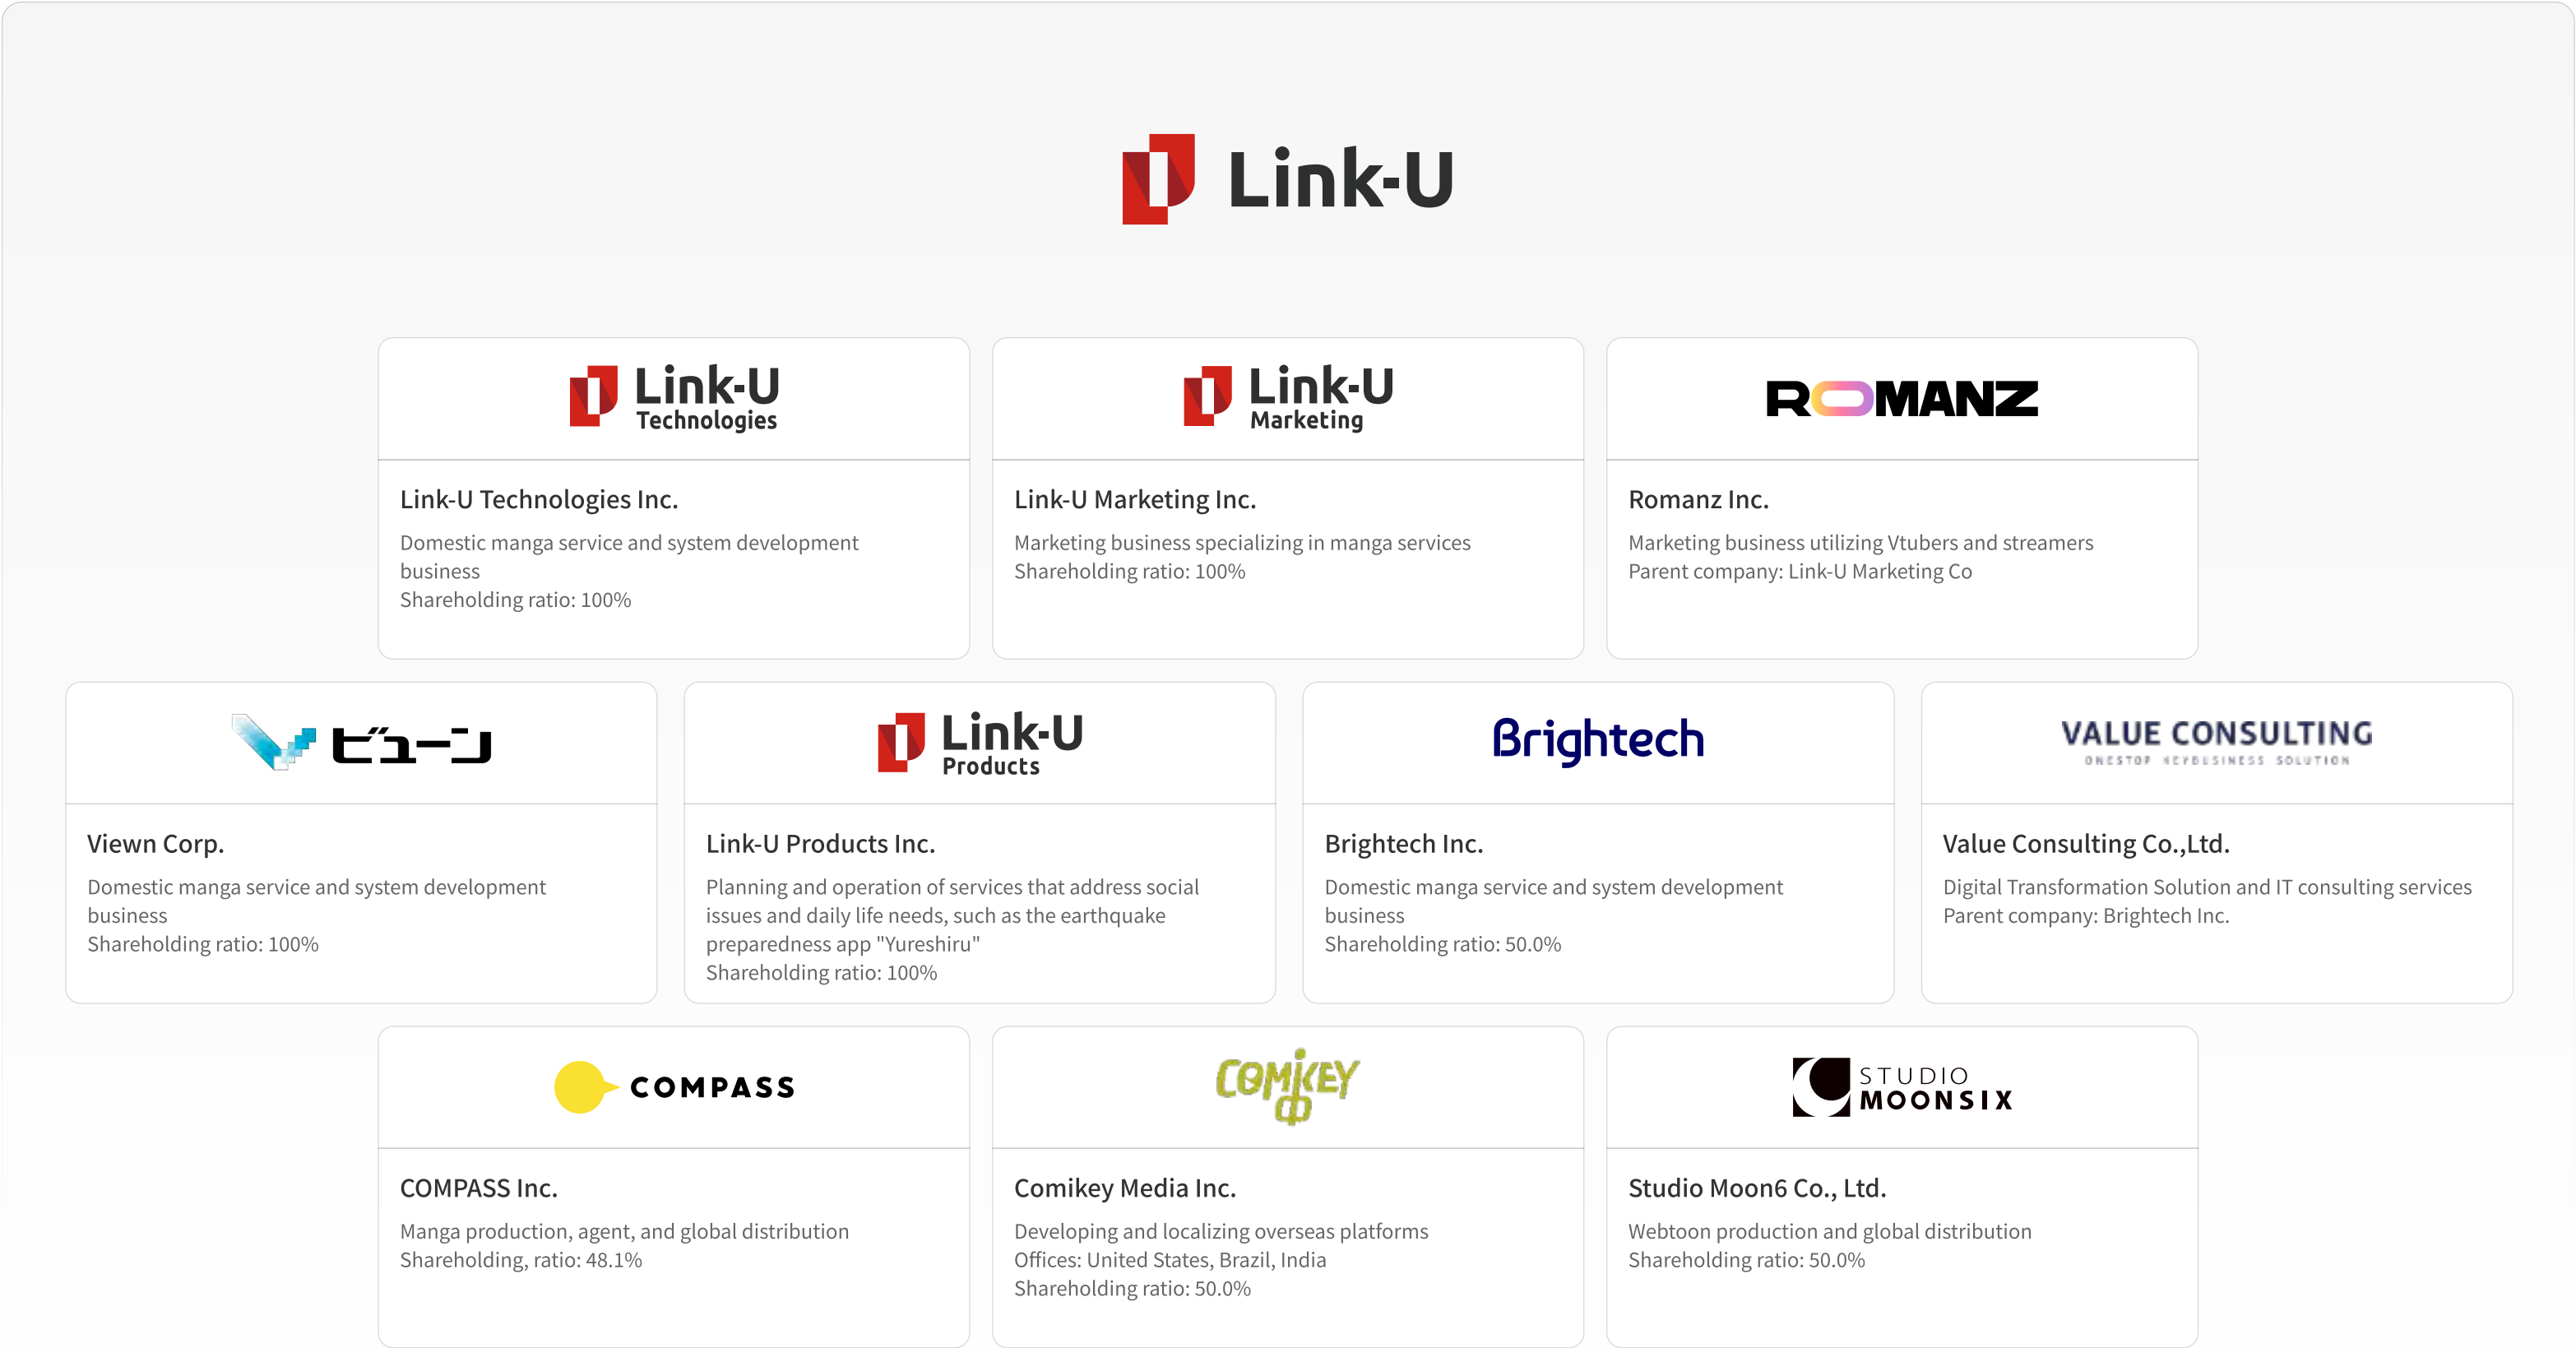 Link-U
Link-U
Technologies
Link-U Technologies Inc.
Domestic manga service and system development
business
Shareholding ratio: 100%
Link-U
Marketing
Link-U Marketing Inc.
Marketing business specializing in manga services
Shareholding ratio: 100%
ROMANZ
Romanz Inc.
Marketing business utilizing Vtubers and streamers
Parent company: Link-U Marketing Co
ビューン
Viewn Corp.
Domestic manga service and system development
business
Shareholding ratio: 100%
Link-U
Products
Link-U Products Inc.
Planning and operation of services that address social
issues and daily life needs, such as the earthquake
preparedness app "Yureshiru"
Shareholding ratio: 100%
Brightech
Brightech Inc.
Domestic manga service and system development
business
Shareholding ratio: 50.0%
VALUE CONSULTING
ONESTOP KEYBUSINESS SOLUTION
Value Consulting Co.,Ltd.
Digital Transformation Solution and IT consulting services
Parent company: Brightech Inc.
COMPASS
COMPASS Inc.
Manga production, agent, and global distribution
Shareholding, ratio: 48.1%
COMIKEY
Comikey Media Inc.
Developing and localizing overseas platforms
Offices: United States, Brazil, India
Shareholding ratio: 50.0%
STUDIO
MOONSIX
Studio Moon6 Co., Ltd.
Webtoon production and global distribution
Shareholding ratio: 50.0%